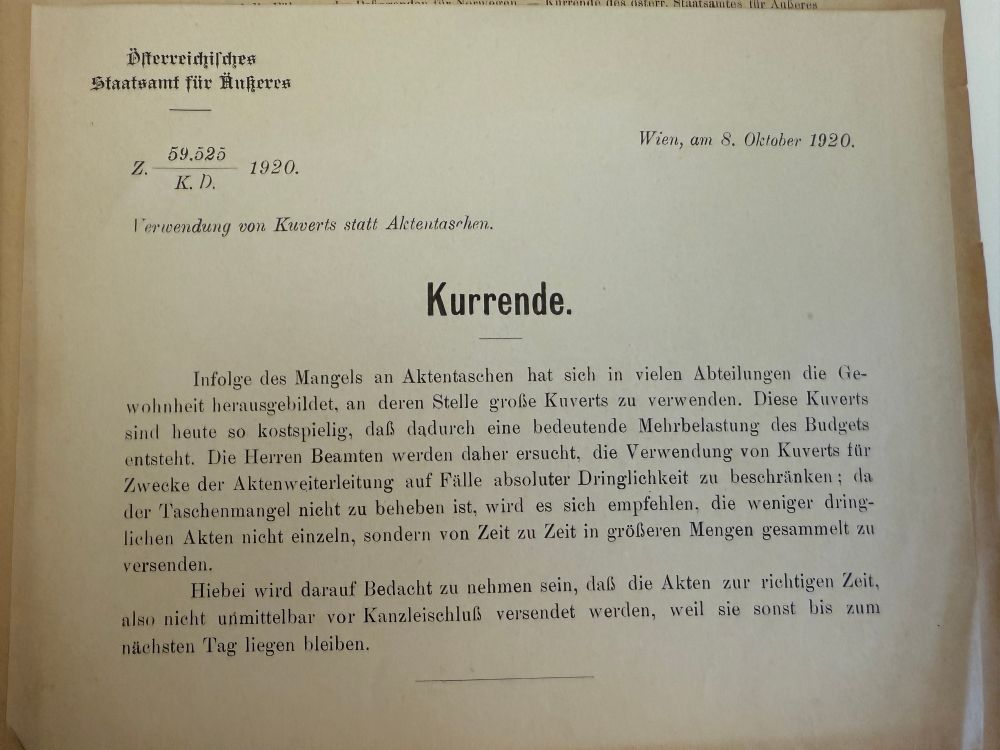 des österr. Staatsamtes für Äußeres
Österreichisches
Staatsamt für Äußeres
Wien, am 8. Oktober 1920.
Z. 59.525 / K. D. 1920.
Verwendung von Kuverts statt Aktentaschen.
Kurrende.
Infolge des Mangels an Aktentaschen hat sich in vielen Abteilungen die Ge-
wohnheit herausgebildet, an deren Stelle große Kuverts zu verwenden. Diese Kuverts
sind heute so kostspielig, daß dadurch eine bedeutende Mehrbelastung des Budgets
entsteht. Die Herren Beamten werden daher ersucht, die Verwendung von Kuverts für
Zwecke der Aktenweiterleitung auf Fälle absoluter Dringlichkeit zu beschränken; da
der Taschenmangel nicht zu beheben ist, wird es sich empfehlen, die weniger dring-
lichen Akten nicht einzeln, sondern von Zeit zu Zeit in größeren Mengen gesammelt zu
versenden.
Hiebei wird darauf Bedacht zu nehmen sein, daß die Akten zur richtigen Zeit,
also nicht unmittelbar vor Kanzleischluß versendet werden, weil sie sonst bis zum
nächsten Tag liegen bleiben.